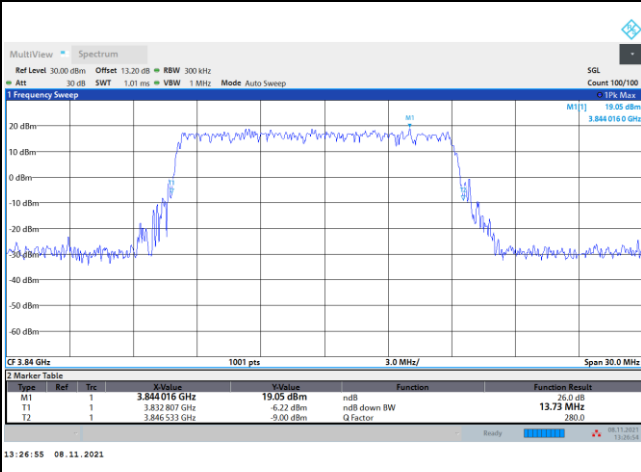 MultiView Spectrum
Ref Level 30.00 dBm Offset 13.20 dB RBW 300 kHz SGL
Att 30 dB SWT 1.01 ms VBW 1 MHz Mode Auto Sweep Count 100/100
1 Frequency Sweep 1Pk Max
M1[1] 19.05 dBm
3.844 016 0 GHz
M1
20 dBm
10 dBm
0 dBm
-10 dBm
-20 dBm
-30 dBm
-40 dBm
-50 dBm
-60 dBm
CF 3.84 GHz 1001 pts 3.0 MHz/ Span 30.0 MHz
2 Marker Table
Type Ref Trc X-Value Y-Value Function Function Result
M1 1 3.844 016 GHz 19.05 dBm ndB 26.0 dB
T1 1 3.832 807 GHz -6.22 dBm ndB down BW 13.73 MHz
T2 1 3.846 533 GHz -9.00 dBm Q Factor 280.0
Ready 08.11.2021
13:26:54
13:26:55 08.11.2021